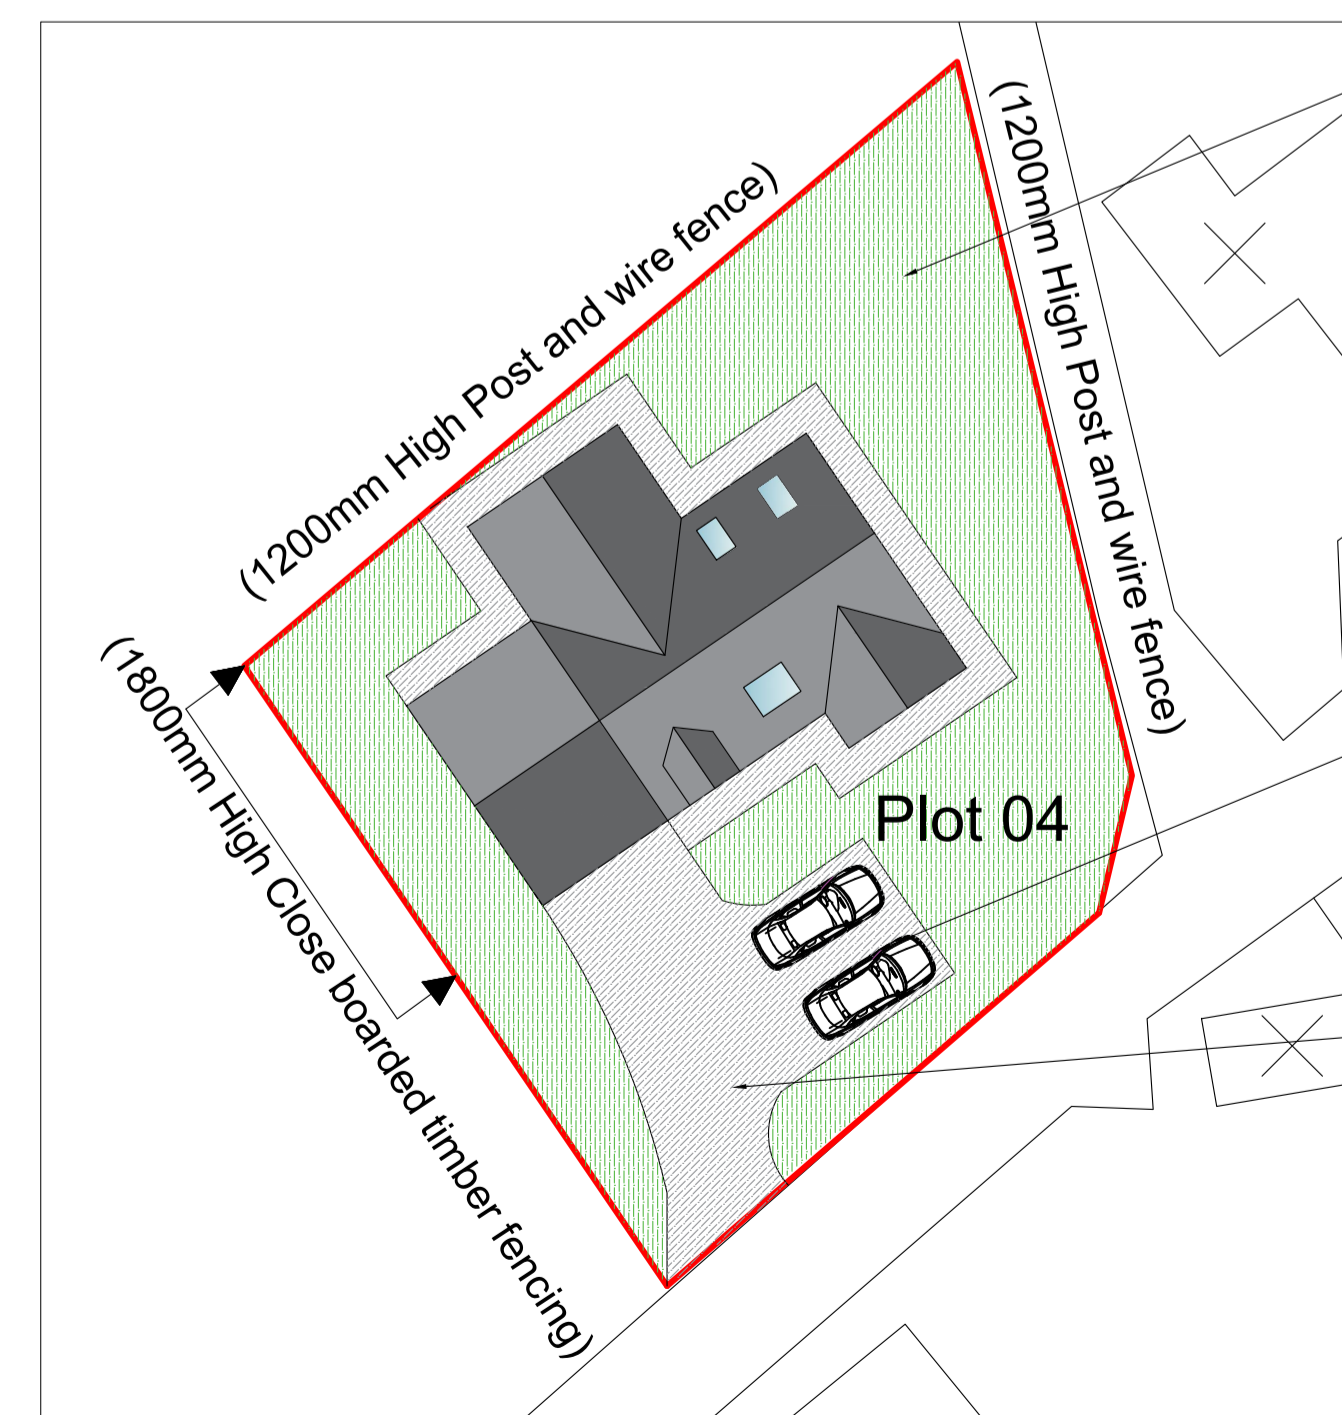 (1200mm High Post and wire fence)
(1200mm High Post and wire fence)
(1800mm High Close boarded timber fencing)
Plot 04